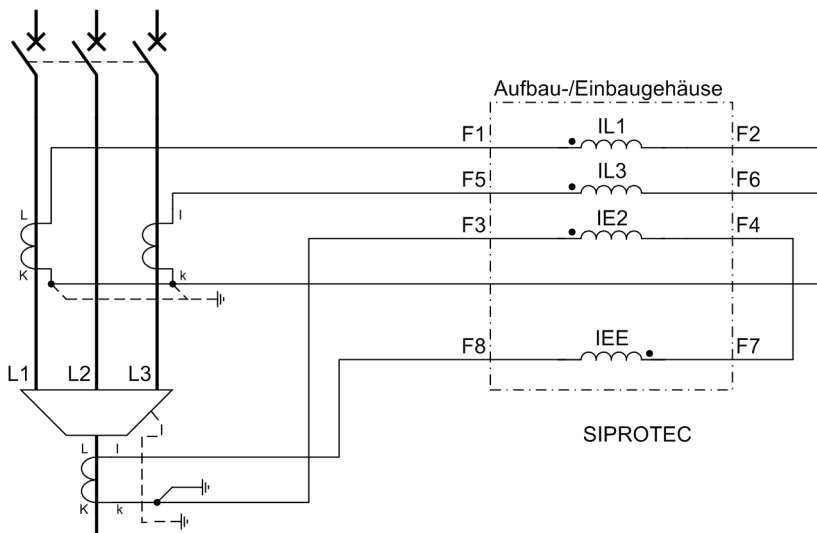 Aufbau-/Einbaugehäuse
F1 IL1 F2
F5 IL3 F6
L l
F3 IE2 F4
K k
IEE
F8 F7
L1 L2 L3
SIPROTEC
L l
K k